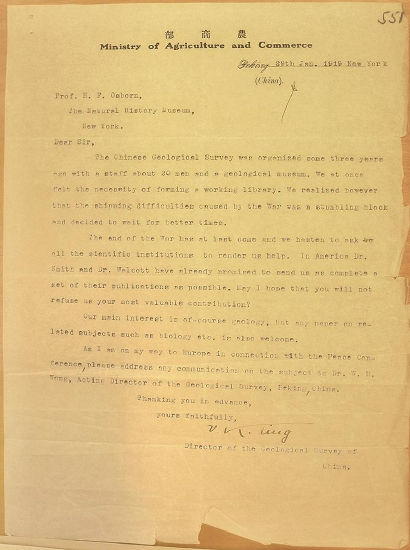 551
部 商 農
Ministry of Agriculture and Commerce
Peking 29th Jan. 1919 New York
(China).
Prof. H. F. Osborn,
The Natural History Museum,
New York.
Dear Sir,
The Chinese Geological Survey was organized some three years
ago with a staff about 20 men and a geological museum. We at once
felt the necessity of forming a working library. We realized however
that the shipping difficulties caused by the War was a stumbling block
and decided to wait for better times.
The end of the War has at last come and we hasten to ask
all the scientific institutions to render us help. In America Dr.
Smith and Dr. Walcott have already promised to send us as complete a
set of their publications as possible. May I hope that you will not
refuse us your most valuable contribution?
Our main interest is of-course geology, but any paper on re-
lated subjects such as biology etc. is also welcome.
As I am on my way to Europe in connection with the Peace Con-
ference, please address any communication on the subject to Dr. W. H.
Wong, Acting Director of the Geological Survey, Peking, China.
Thanking you in advance,
yours faithfully,
V. K. Ting
Director of the Geological Survey of
China.